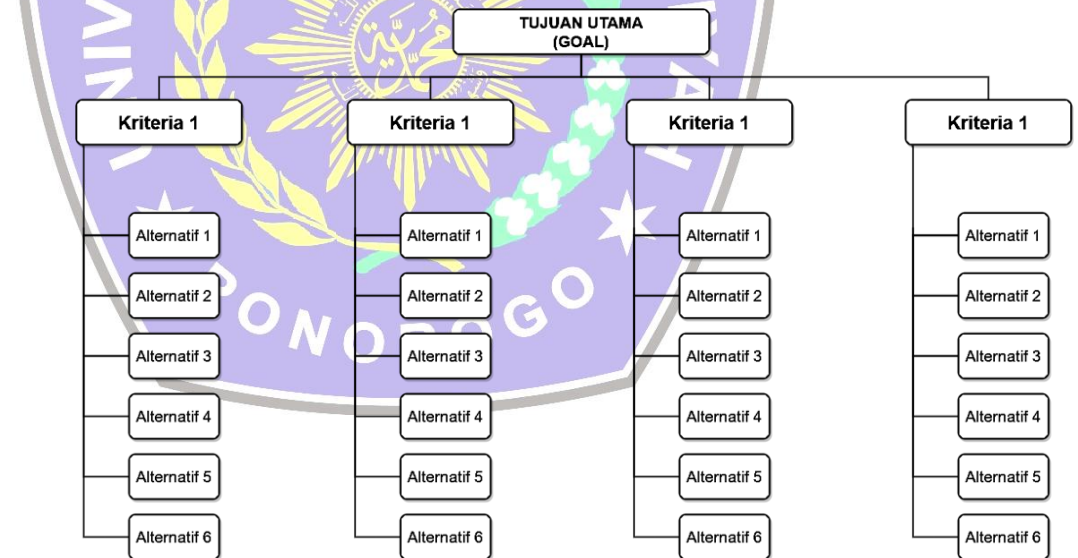 TUJUAN UTAMA
(GOAL)
Kriteria 1
Kriteria 1
Kriteria 1
Kriteria 1
Alternatif 1
Alternatif 1
Alternatif 1
Alternatif 1
Alternatif 2
Alternatif 2
Alternatif 2
Alternatif 2
Alternatif 3
Alternatif 3
Alternatif 3
Alternatif 3
Alternatif 4
Alternatif 4
Alternatif 4
Alternatif 4
Alternatif 5
Alternatif 5
Alternatif 5
Alternatif 5
Alternatif 6
Alternatif 6
Alternatif 6
Alternatif 6